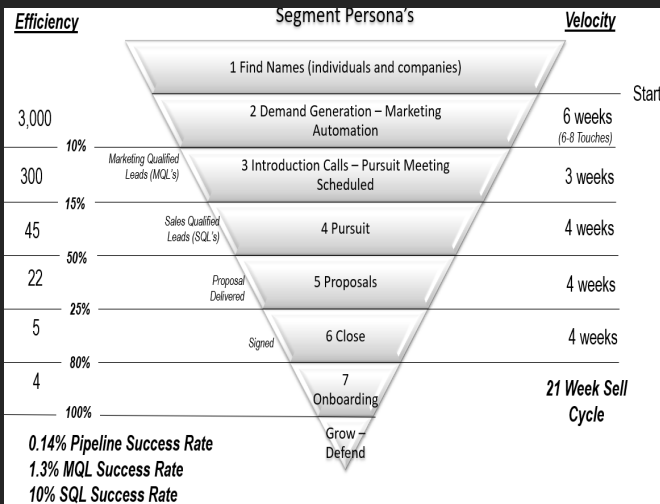 Efficiency
Segment Persona's
Velocity
1 Find Names (individuals and companies)
Start
3,000
2 Demand Generation – Marketing
Automation
6 weeks
(6-8 Touches)
10%
Marketing Qualified
Leads (MQL's)
300
3 Introduction Calls – Pursuit Meeting
Scheduled
3 weeks
15%
Sales Qualified
Leads (SQL's)
45
4 Pursuit
4 weeks
50%
22
Proposal
Delivered
5 Proposals
4 weeks
25%
5
Signed
6 Close
4 weeks
80%
4
7
Onboarding
21 Week Sell
Cycle
100%
Grow –
Defend
0.14% Pipeline Success Rate
1.3% MQL Success Rate
10% SQL Success Rate